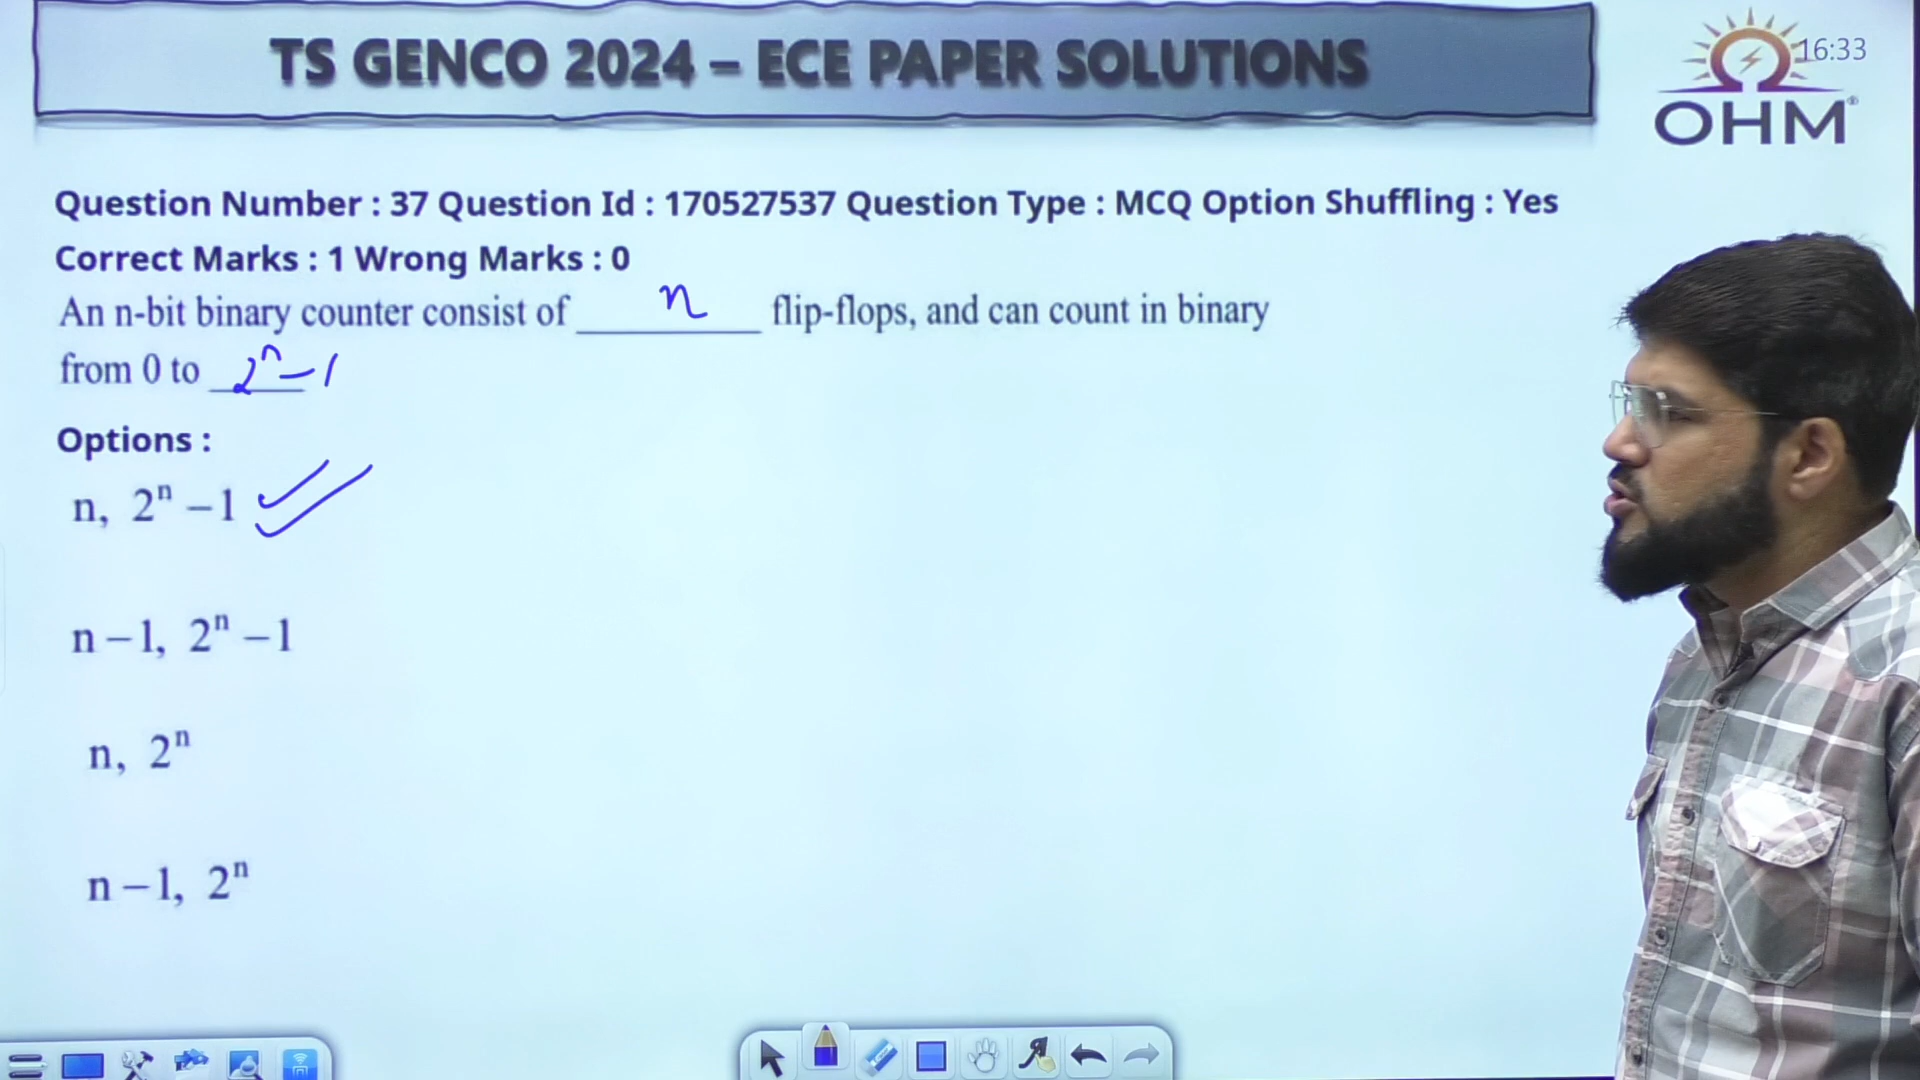 TS GENCO 2024 – ECE PAPER SOLUTIONS
16:33
OHM®
Question Number : 37 Question Id : 170527537 Question Type : MCQ Option Shuffling : Yes
Correct Marks : 1 Wrong Marks : 0
An n-bit binary counter consist of n flip-flops, and can count in binary
from 0 to 2ⁿ-1
Options :
n, 2ⁿ –1
n–1, 2ⁿ –1
n, 2ⁿ
n–1, 2ⁿ